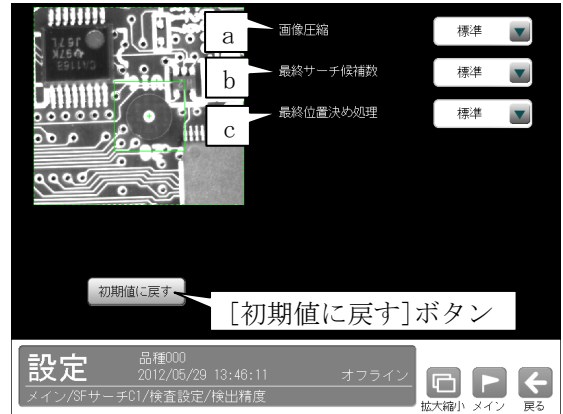 a
画像圧縮
標準
b
最終サーチ候補数
標準
c
最終位置決め処理
標準
初期値に戻す
[初期値に戻す]ボタン
設定
品種000
2012/05/29 13:46:11
オフライン
メイン/SFサーチC1/検査設定/検出精度
拡大縮小
メイン
戻る